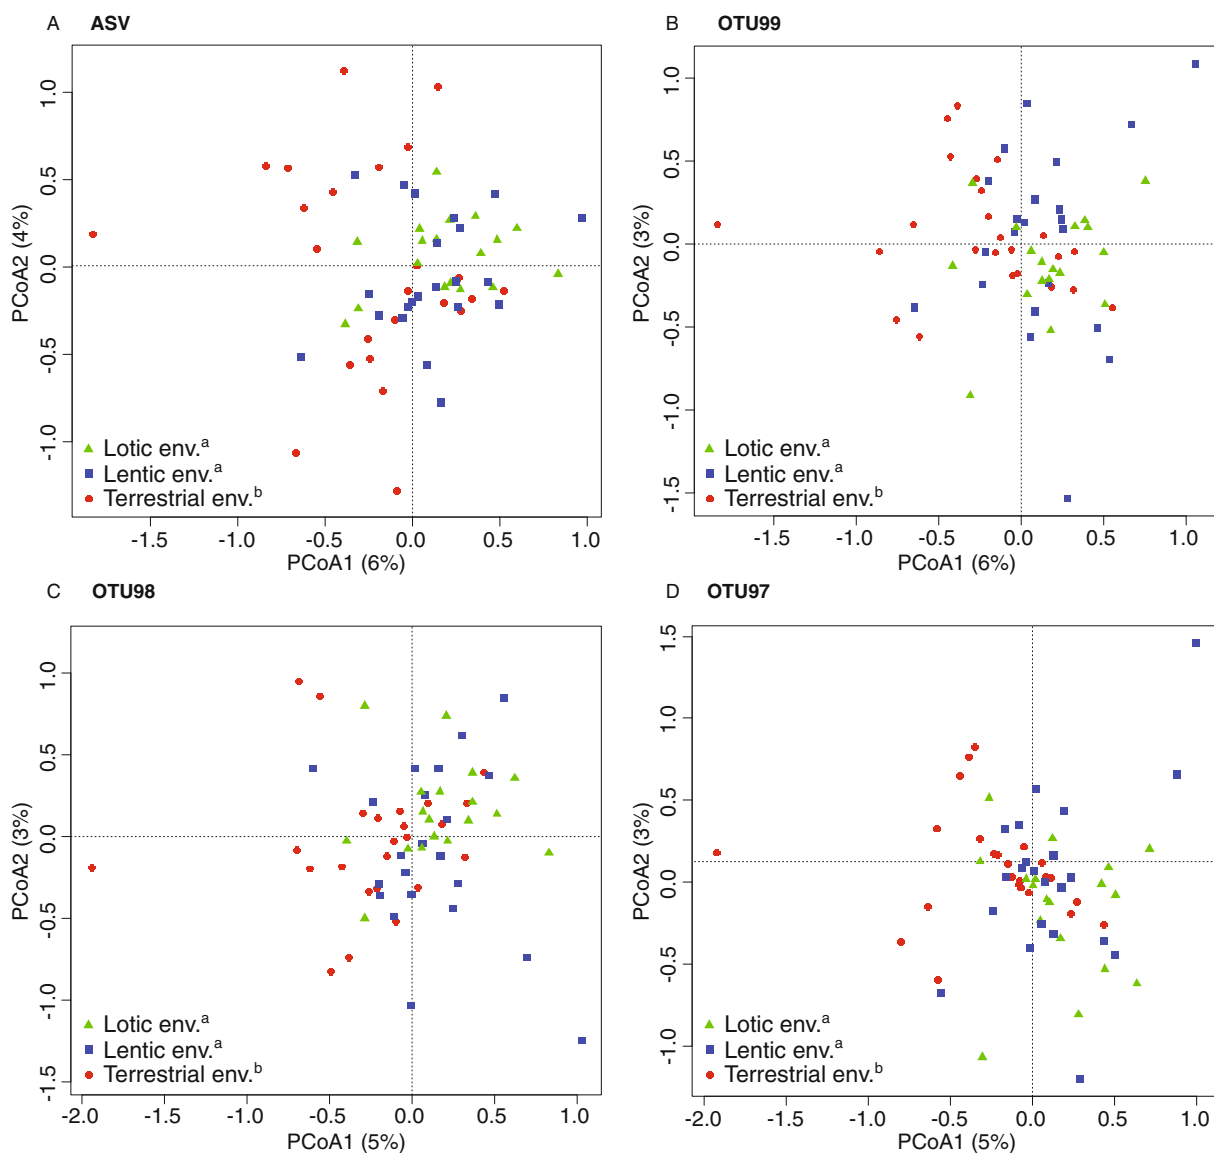 A ASV
1.0
0.5
0.0
-0.5
-1.0
PCoA2 (4%)
Lotic env.a
Lentic env.a
Terrestrial env.b
-1.5 -1.0 -0.5 0.0 0.5 1.0
PCoA1 (6%)
B OTU99
1.0
0.5
0.0
-0.5
-1.0
-1.5
PCoA2 (3%)
Lotic env.a
Lentic env.a
Terrestrial env.b
-1.5 -1.0 -0.5 0.0 0.5 1.0
PCoA1 (6%)
C OTU98
1.0
0.5
0.0
-0.5
-1.0
-1.5
PCoA2 (3%)
Lotic env.a
Lentic env.a
Terrestrial env.b
-2.0 -1.5 -1.0 -0.5 0.0 0.5 1.0
PCoA1 (5%)
D OTU97
1.5
1.0
0.5
0.0
-0.5
-1.0
PCoA2 (3%)
Lotic env.a
Lentic env.a
Terrestrial env.b
-2.0 -1.5 -1.0 -0.5 0.0 0.5 1.0
PCoA1 (5%)